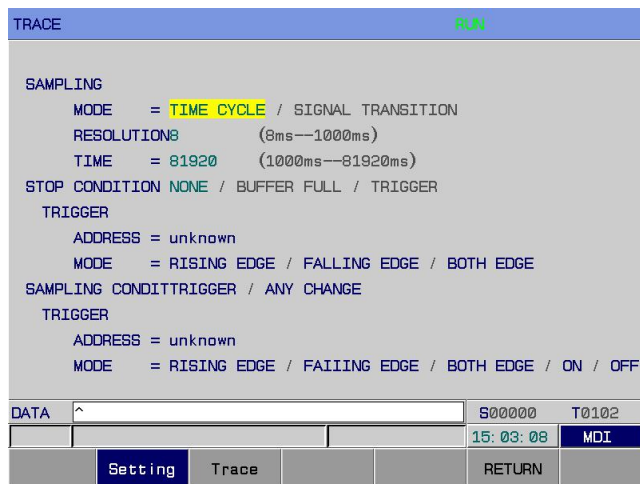 TRACE RUN
SAMPLING
MODE = TIME CYCLE / SIGNAL TRANSITION
RESOLUTION8 (8ms--1000ms)
TIME = 81920 (1000ms--81920ms)
STOP CONDITION NONE / BUFFER FULL / TRIGGER
TRIGGER
ADDRESS = unknown
MODE = RISING EDGE / FALLING EDGE / BOTH EDGE
SAMPLING CONDITTRIGGER / ANY CHANGE
TRIGGER
ADDRESS = unknown
MODE = RISING EDGE / FAIIING EDGE / BOTH EDGE / ON / OFF
DATA ^ S00000 T0102
15:03:08 MDI
Setting Trace RETURN